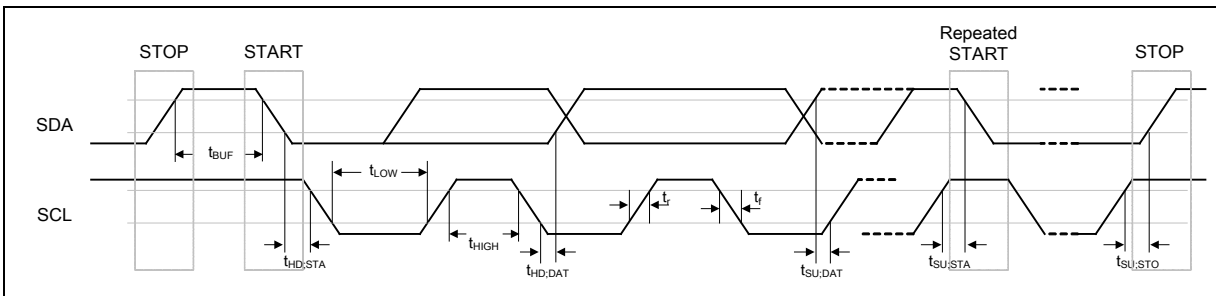 Repeated
STOP START START STOP
SDA
tBUF
tLOW
SCL
tr tf
tHIGH
tHD;STA tHD;DAT tSU;DAT tSU;STA tSU;STO